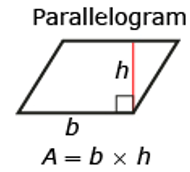 Parallelogram
h
b
A = b × h